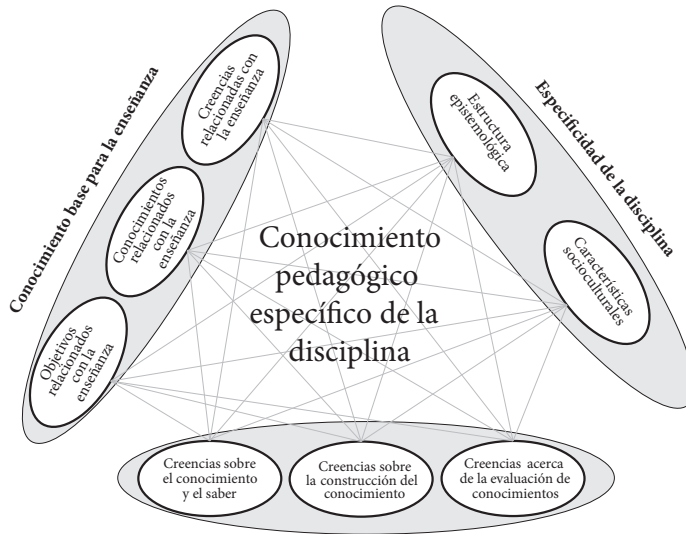 Conocimiento base para la enseñanza
Creencias
relacionadas con
la enseñanza
Conocimientos
relacionados
con la
enseñanza
Objetivos
relacionados
con la
enseñanza
Especificidad de la disciplina
Estructura
epistemológica
Características
socioculturales
Conocimiento
pedagógico
específico de la
disciplina
Creencias sobre
el conocimiento
y el saber
Creencias sobre
la construcción del
conocimiento
Creencias acerca
de la evaluación de
conocimientos